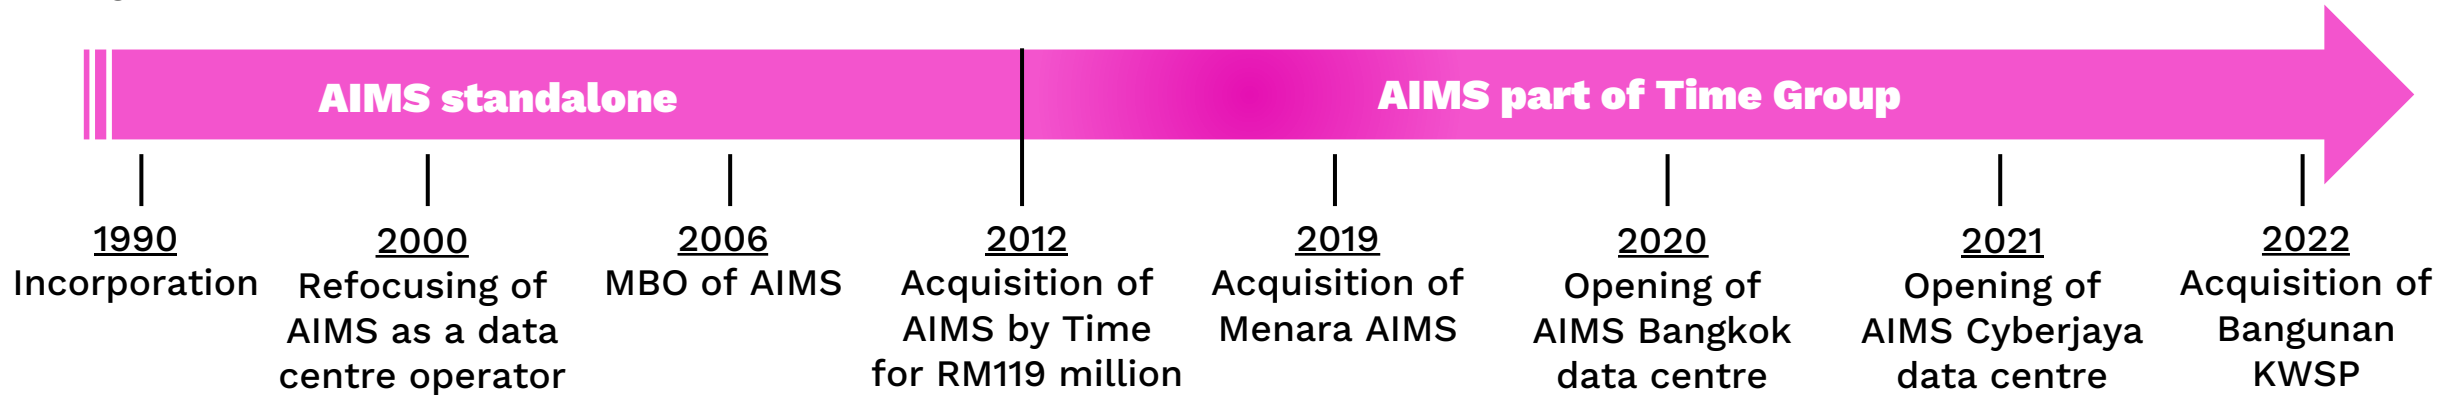 AIMS standalone
AIMS part of Time Group
1990
Incorporation
2000
Refocusing of
AIMS as a data
centre operator
2006
MBO of AIMS
2012
Acquisition of
AIMS by Time
for RM119 million
2019
Acquisition of
Menara AIMS
2020
Opening of
AIMS Bangkok
data centre
2021
Opening of
AIMS Cyberjaya
data centre
2022
Acquisition of
Bangunan
KWSP